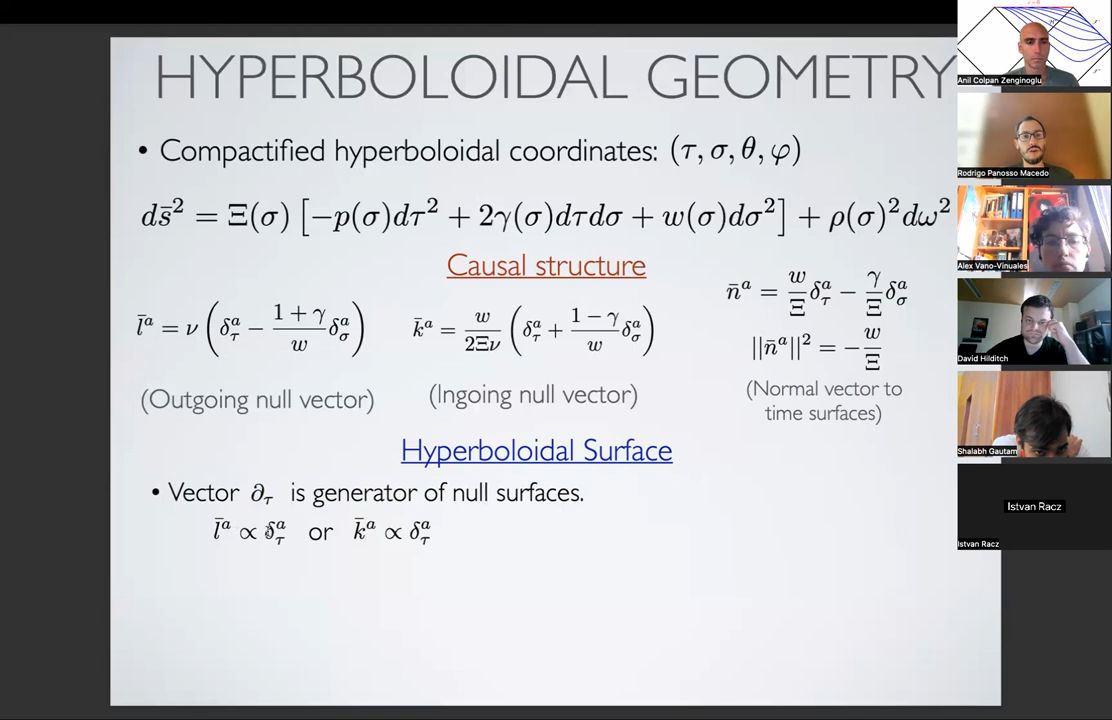 HYPERBOLOIDAL GEOMETRY
• Compactified hyperboloidal coordinates: (τ, σ, θ, φ)
ds̄² = Ξ(σ) [−p(σ)dτ² + 2γ(σ)dτdσ + w(σ)dσ²] + ρ(σ)²dω²
Causal structure
l̄ᵃ = ν (δᵃ_τ − (1 + γ)/w δᵃ_σ)
k̄ᵃ = w/(2Ξν) (δᵃ_τ + (1 − γ)/w δᵃ_σ)
n̄ᵃ = w/Ξ δᵃ_τ − γ/Ξ δᵃ_σ
||n̄ᵃ||² = −w/Ξ
(Outgoing null vector)
(Ingoing null vector)
(Normal vector to
time surfaces)
Hyperboloidal Surface
• Vector ∂_τ is generator of null surfaces.
l̄ᵃ ∝ δᵃ_τ or k̄ᵃ ∝ δᵃ_τ
Anil Colpan Zenginoglu
Rodrigo Panosso Macedo
Alex Vano-Vinuales
David Hilditch
Shalabh Gautam
Istvan Racz
Istvan Racz